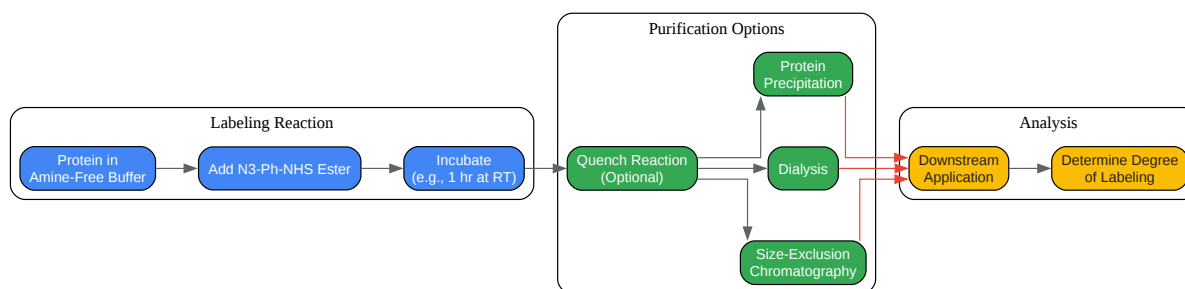 Labeling Reaction
Protein in
Amine-Free Buffer
Add N3-Ph-NHS Ester
Incubate
(e.g., 1 hr at RT)
Purification Options
Quench Reaction
(Optional)
Protein
Precipitation
Dialysis
Size-Exclusion
Chromatography
Analysis
Downstream
Application
Determine Degree
of Labeling